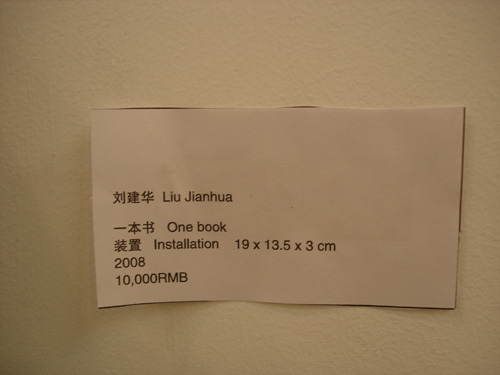 刘建华 Liu Jianhua
一本书 One book
装置 Installation 19 x 13.5 x 3 cm
2008
10,000RMB